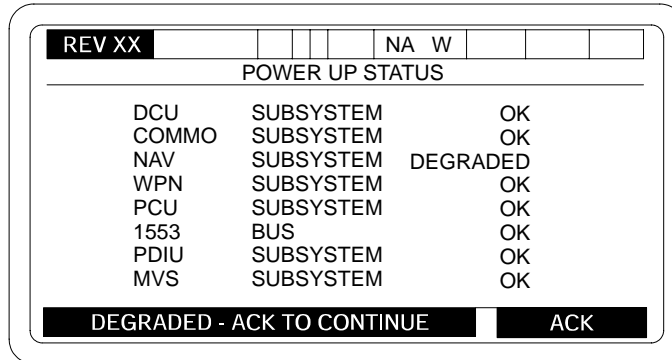 REV XX NA W
POWER UP STATUS
DCU SUBSYSTEM OK
COMMO SUBSYSTEM OK
NAV SUBSYSTEM DEGRADED
WPN SUBSYSTEM OK
PCU SUBSYSTEM OK
1553 BUS OK
PDIU SUBSYSTEM OK
MVS SUBSYSTEM OK
DEGRADED - ACK TO CONTINUE ACK